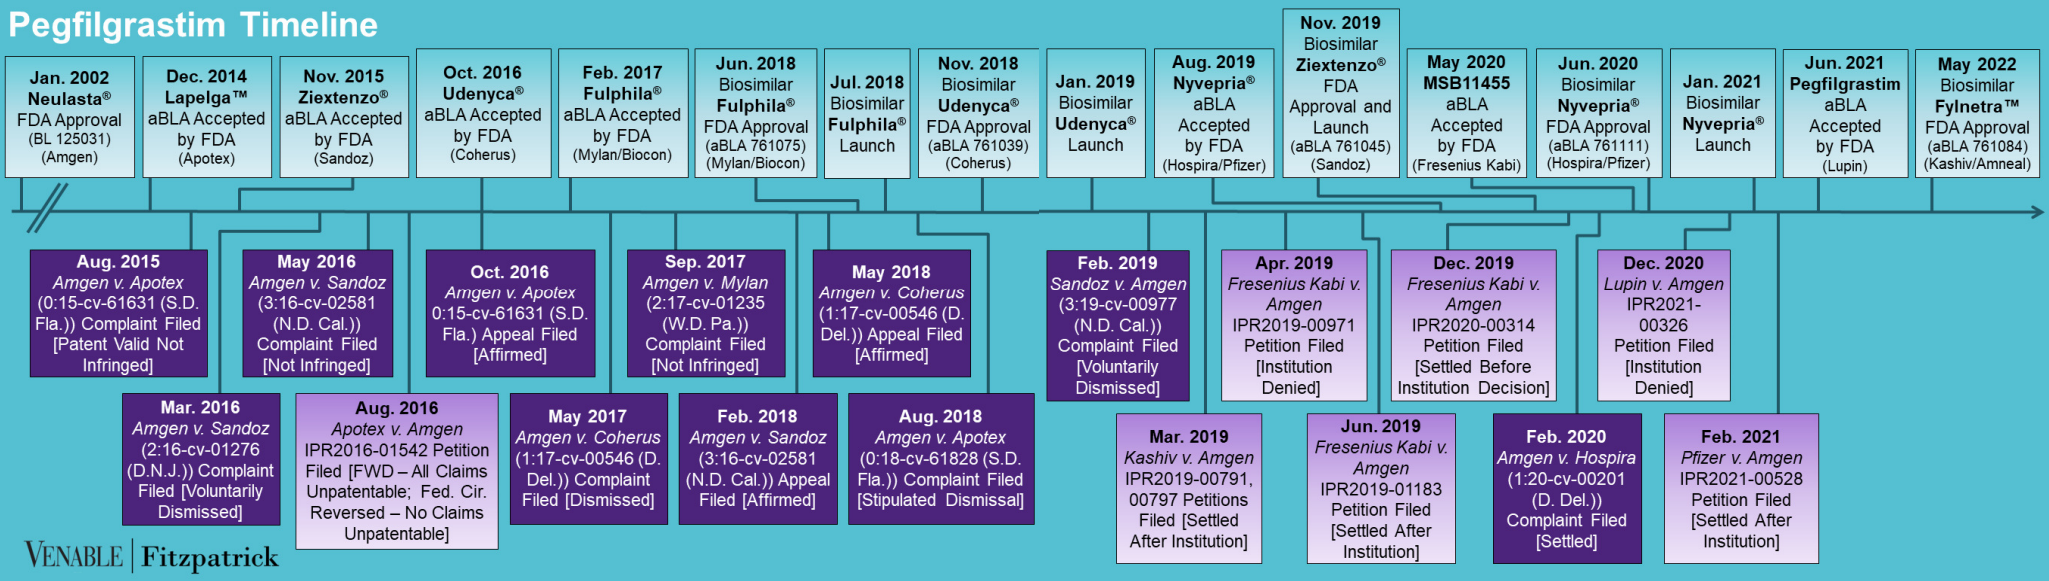 Pegfilgrastim Timeline
Jan. 2002
Neulasta®
FDA Approval
(BL 125031)
(Amgen)
Dec. 2014
Lapelga™
aBLA Accepted
by FDA
(Apotex)
Nov. 2015
Ziextenzo®
aBLA Accepted
by FDA
(Sandoz)
Oct. 2016
Udenyca®
aBLA Accepted
by FDA
(Coherus)
Feb. 2017
Fulphila®
aBLA Accepted
by FDA
(Mylan/Biocon)
Jun. 2018
Biosimilar
Fulphila®
FDA Approval
(aBLA 761075)
(Mylan/Biocon)
Jul. 2018
Biosimilar
Fulphila®
Launch
Nov. 2018
Biosimilar
Udenyca®
FDA Approval
(aBLA 761039)
(Coherus)
Jan. 2019
Biosimilar
Udenyca®
Launch
Aug. 2019
Nyvepria®
aBLA
Accepted
by FDA
(Hospira/Pfizer)
Nov. 2019
Biosimilar
Ziextenzo®
FDA
Approval and
Launch
(aBLA 761045)
(Sandoz)
May 2020
MSB11455
aBLA
Accepted
by FDA
(Fresenius Kabi)
Jun. 2020
Biosimilar
Nyvepria®
FDA Approval
(aBLA 761111)
(Hospira/Pfizer)
Jan. 2021
Biosimilar
Nyvepria®
Launch
Jun. 2021
Pegfilgrastim
aBLA
Accepted
by FDA
(Lupin)
May 2022
Biosimilar
Fylnetra™
FDA Approval
(aBLA 761084)
(Kashiv/Amneal)
Aug. 2015
Amgen v. Apotex
(0:15-cv-61631 (S.D.
Fla.)) Complaint Filed
[Patent Valid Not
Infringed]
May 2016
Amgen v. Sandoz
(3:16-cv-02581
(N.D. Cal.))
Complaint Filed
[Not Infringed]
Oct. 2016
Amgen v. Apotex
0:15-cv-61631 (S.D.
Fla.) Appeal Filed
[Affirmed]
Sep. 2017
Amgen v. Mylan
(2:17-cv-01235
(W.D. Pa.))
Complaint Filed
[Not Infringed]
May 2018
Amgen v. Coherus
(1:17-cv-00546 (D.
Del.)) Appeal Filed
[Affirmed]
Feb. 2019
Sandoz v. Amgen
(3:19-cv-00977
(N.D. Cal.))
Complaint Filed
[Voluntarily
Dismissed]
Apr. 2019
Fresenius Kabi v.
Amgen
IPR2019-00971
Petition Filed
[Institution
Denied]
Dec. 2019
Fresenius Kabi v.
Amgen
IPR2020-00314
Petition Filed
[Settled Before
Institution Decision]
Dec. 2020
Lupin v. Amgen
IPR2021-
00326
Petition Filed
[Institution
Denied]
Mar. 2016
Amgen v. Sandoz
(2:16-cv-01276
(D.N.J.)) Complaint
Filed [Voluntarily
Dismissed]
Aug. 2016
Apotex v. Amgen
IPR2016-01542 Petition
Filed [FWD – All Claims
Unpatentable; Fed. Cir.
Reversed – No Claims
Unpatentable]
May 2017
Amgen v. Coherus
(1:17-cv-00546 (D.
Del.)) Complaint
Filed [Dismissed]
Feb. 2018
Amgen v. Sandoz
(3:16-cv-02581
(N.D. Cal.)) Appeal
Filed [Affirmed]
Aug. 2018
Amgen v. Apotex
(0:18-cv-61828 (S.D.
Fla.)) Complaint Filed
[Stipulated Dismissal]
Mar. 2019
Kashiv v. Amgen
IPR2019-00791,
00797 Petitions
Filed [Settled
After Institution]
Jun. 2019
Fresenius Kabi v.
Amgen
IPR2019-01183
Petition Filed
[Settled After
Institution]
Feb. 2020
Amgen v. Hospira
(1:20-cv-00201
(D. Del.))
Complaint Filed
[Settled]
Feb. 2021
Pfizer v. Amgen
IPR2021-00528
Petition Filed
[Settled After
Institution]
VENABLE | Fitzpatrick